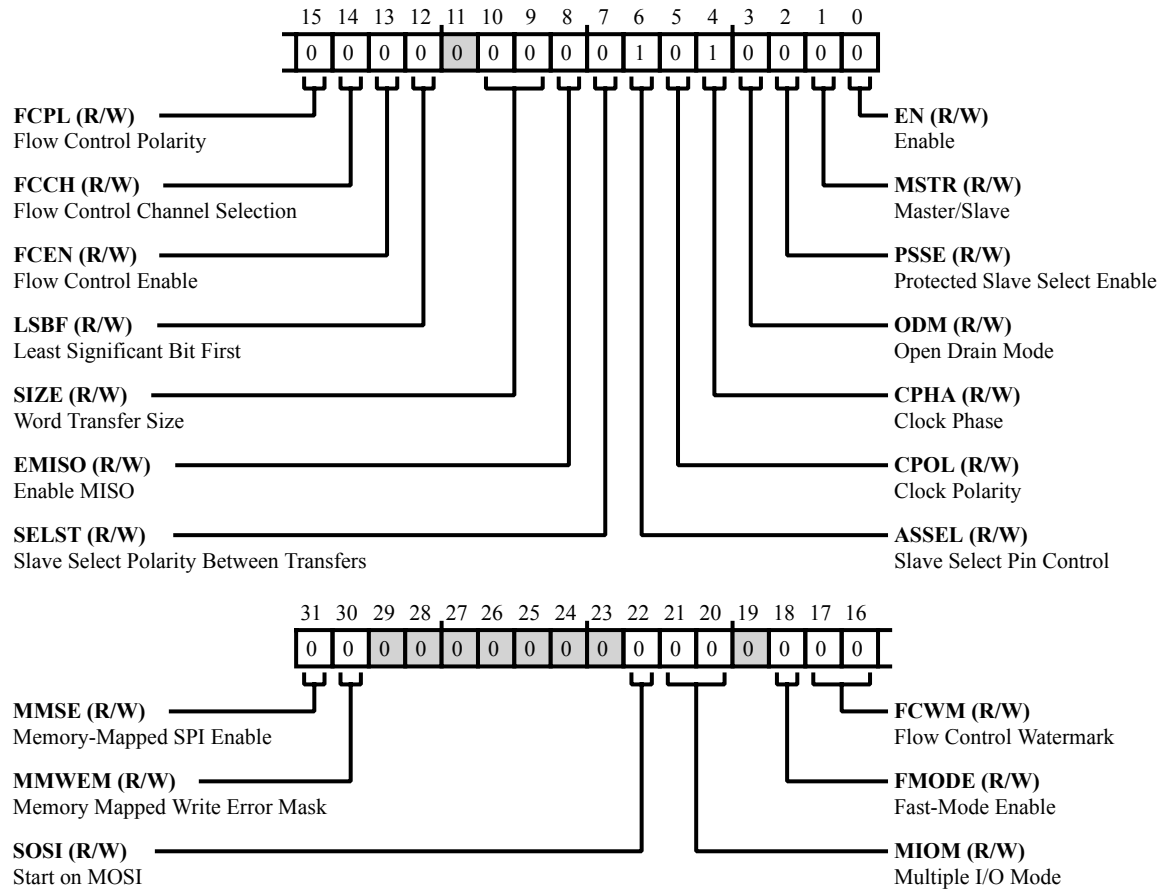 15 14 13 12 11 10 9 8 7 6 5 4 3 2 1 0
0 0 0 0 0 0 0 0 0 1 0 1 0 0 0 0
FCPL (R/W)
Flow Control Polarity
FCCH (R/W)
Flow Control Channel Selection
FCEN (R/W)
Flow Control Enable
LSBF (R/W)
Least Significant Bit First
SIZE (R/W)
Word Transfer Size
EMISO (R/W)
Enable MISO
SELST (R/W)
Slave Select Polarity Between Transfers
EN (R/W)
Enable
MSTR (R/W)
Master/Slave
PSSE (R/W)
Protected Slave Select Enable
ODM (R/W)
Open Drain Mode
CPHA (R/W)
Clock Phase
CPOL (R/W)
Clock Polarity
ASSEL (R/W)
Slave Select Pin Control
31 30 29 28 27 26 25 24 23 22 21 20 19 18 17 16
0 0 0 0 0 0 0 0 0 0 0 0 0 0 0 0
MMSE (R/W)
Memory-Mapped SPI Enable
MMWEM (R/W)
Memory Mapped Write Error Mask
SOSI (R/W)
Start on MOSI
FCWM (R/W)
Flow Control Watermark
FMODE (R/W)
Fast-Mode Enable
MIOM (R/W)
Multiple I/O Mode